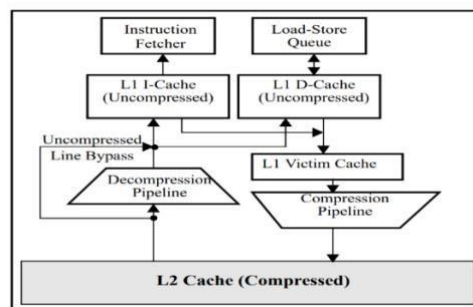 Instruction
Fetcher
Load-Store
Queue
L1 I-Cache
(Uncompressed)
L1 D-Cache
(Uncompressed)
Uncompressed
Line Bypass
L1 Victim Cache
Decompression
Pipeline
Compression
Pipeline
L2 Cache (Compressed)